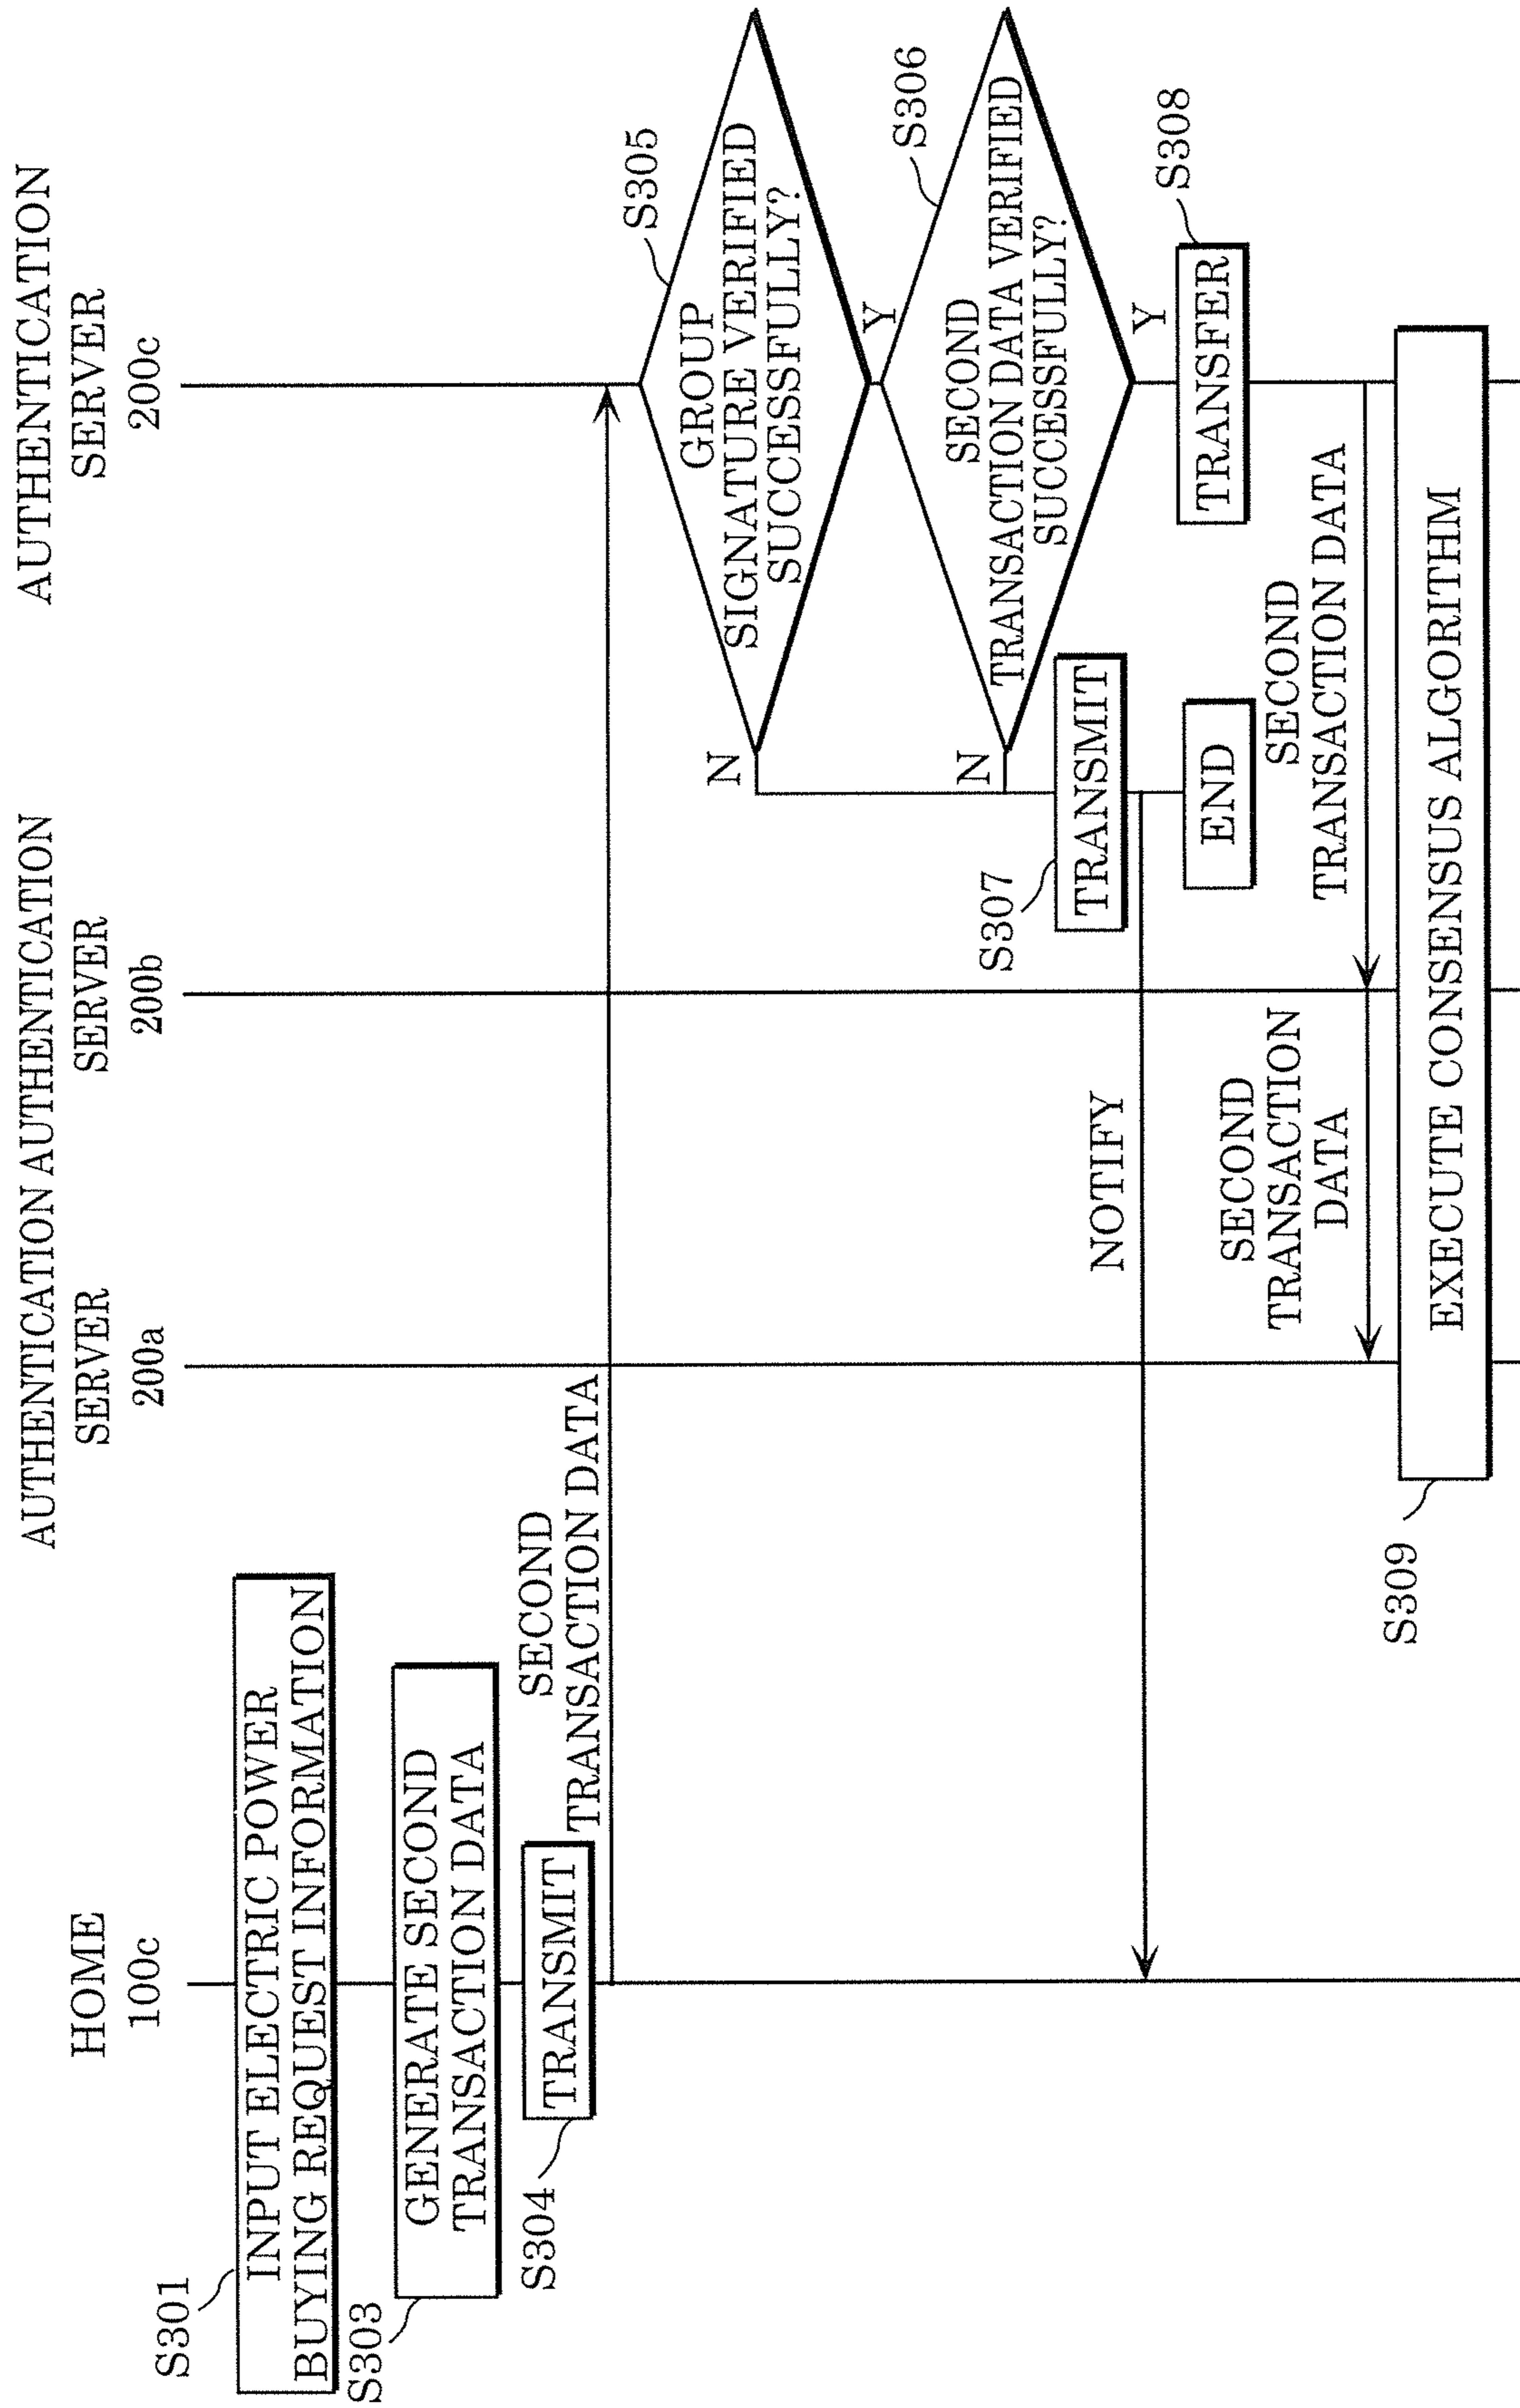 HOME
100c
AUTHENTICATION AUTHENTICATION
SERVER
200a
SERVER
200b
AUTHENTICATION
SERVER
200c
S301
INPUT ELECTRIC POWER
BUYING REQUEST INFORMATION
S303
GENERATE SECOND
TRANSACTION DATA
S304
TRANSMIT
SECOND
TRANSACTION DATA
S305
GROUP
SIGNATURE VERIFIED
SUCCESSFULLY?
N
Y
S306
SECOND
TRANSACTION DATA VERIFIED
SUCCESSFULLY?
N
Y
S307
TRANSMIT
NOTIFY
END
S308
TRANSFER
SECOND
TRANSACTION DATA
SECOND
TRANSACTION
DATA
S309
EXECUTE CONSENSUS ALGORITHM